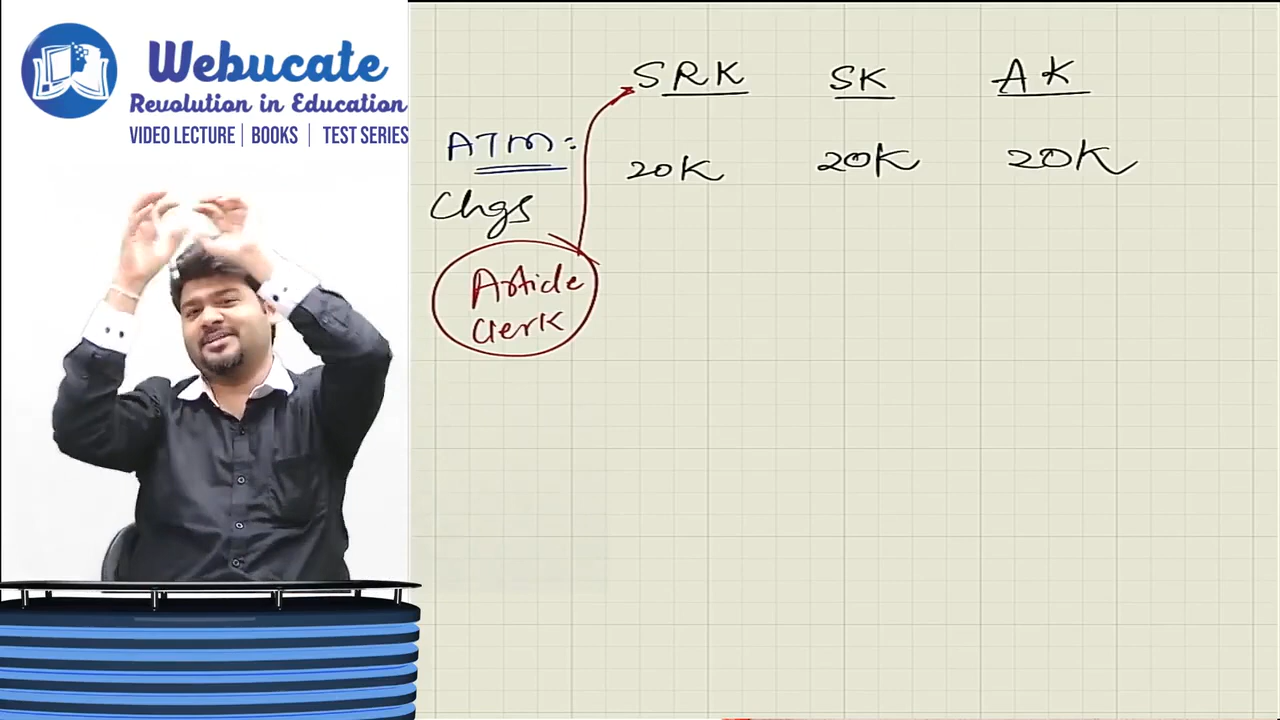 Webucate
Revolution in Education
VIDEO LECTURE | BOOKS | TEST SERIES
SRK SK AK
ATM:
20K 20K 20K
Chgs
Article
Clerk